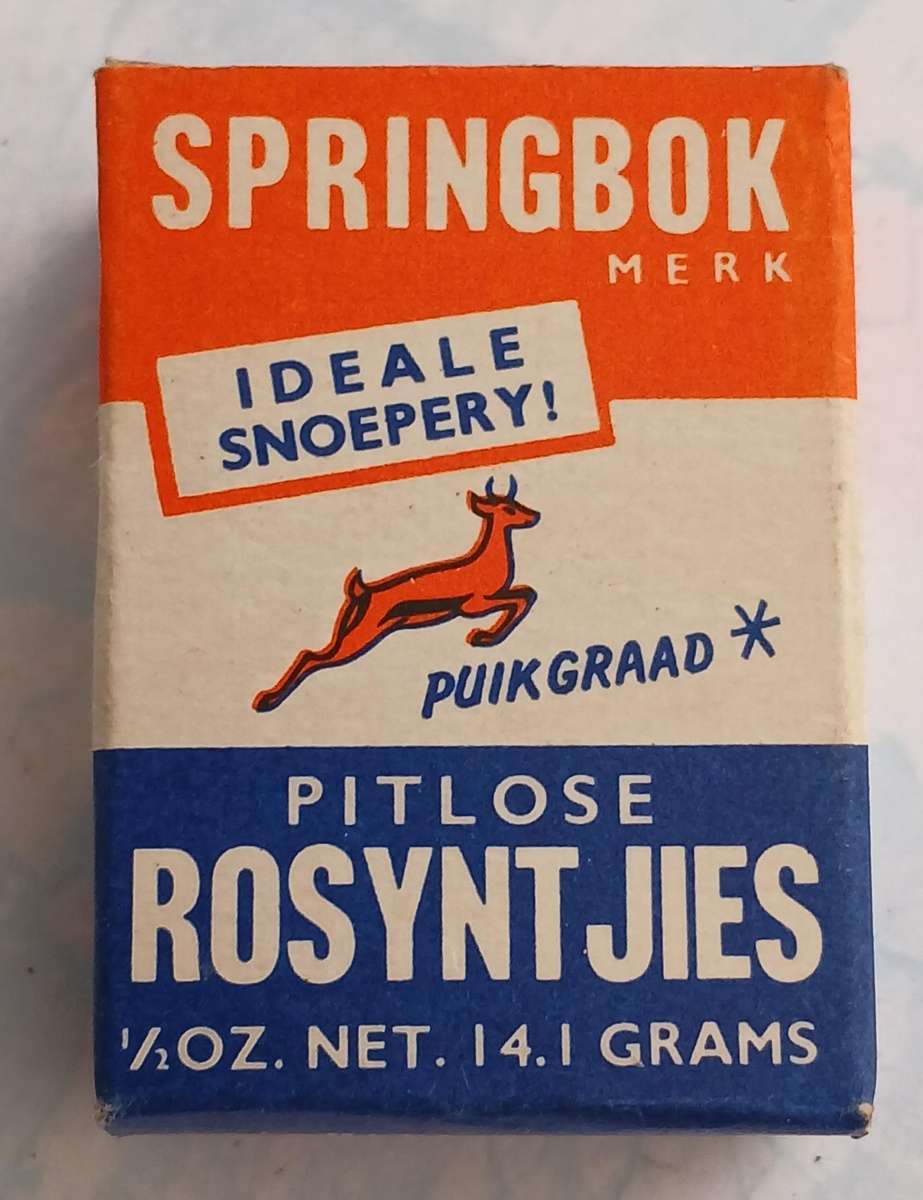 SPRINGBOK
MERK
IDEALE
SNOEPERY!
PUIKGRAAD *
PITLOSE
ROSYNTJIES
½OZ. NET. 14.1 GRAMS